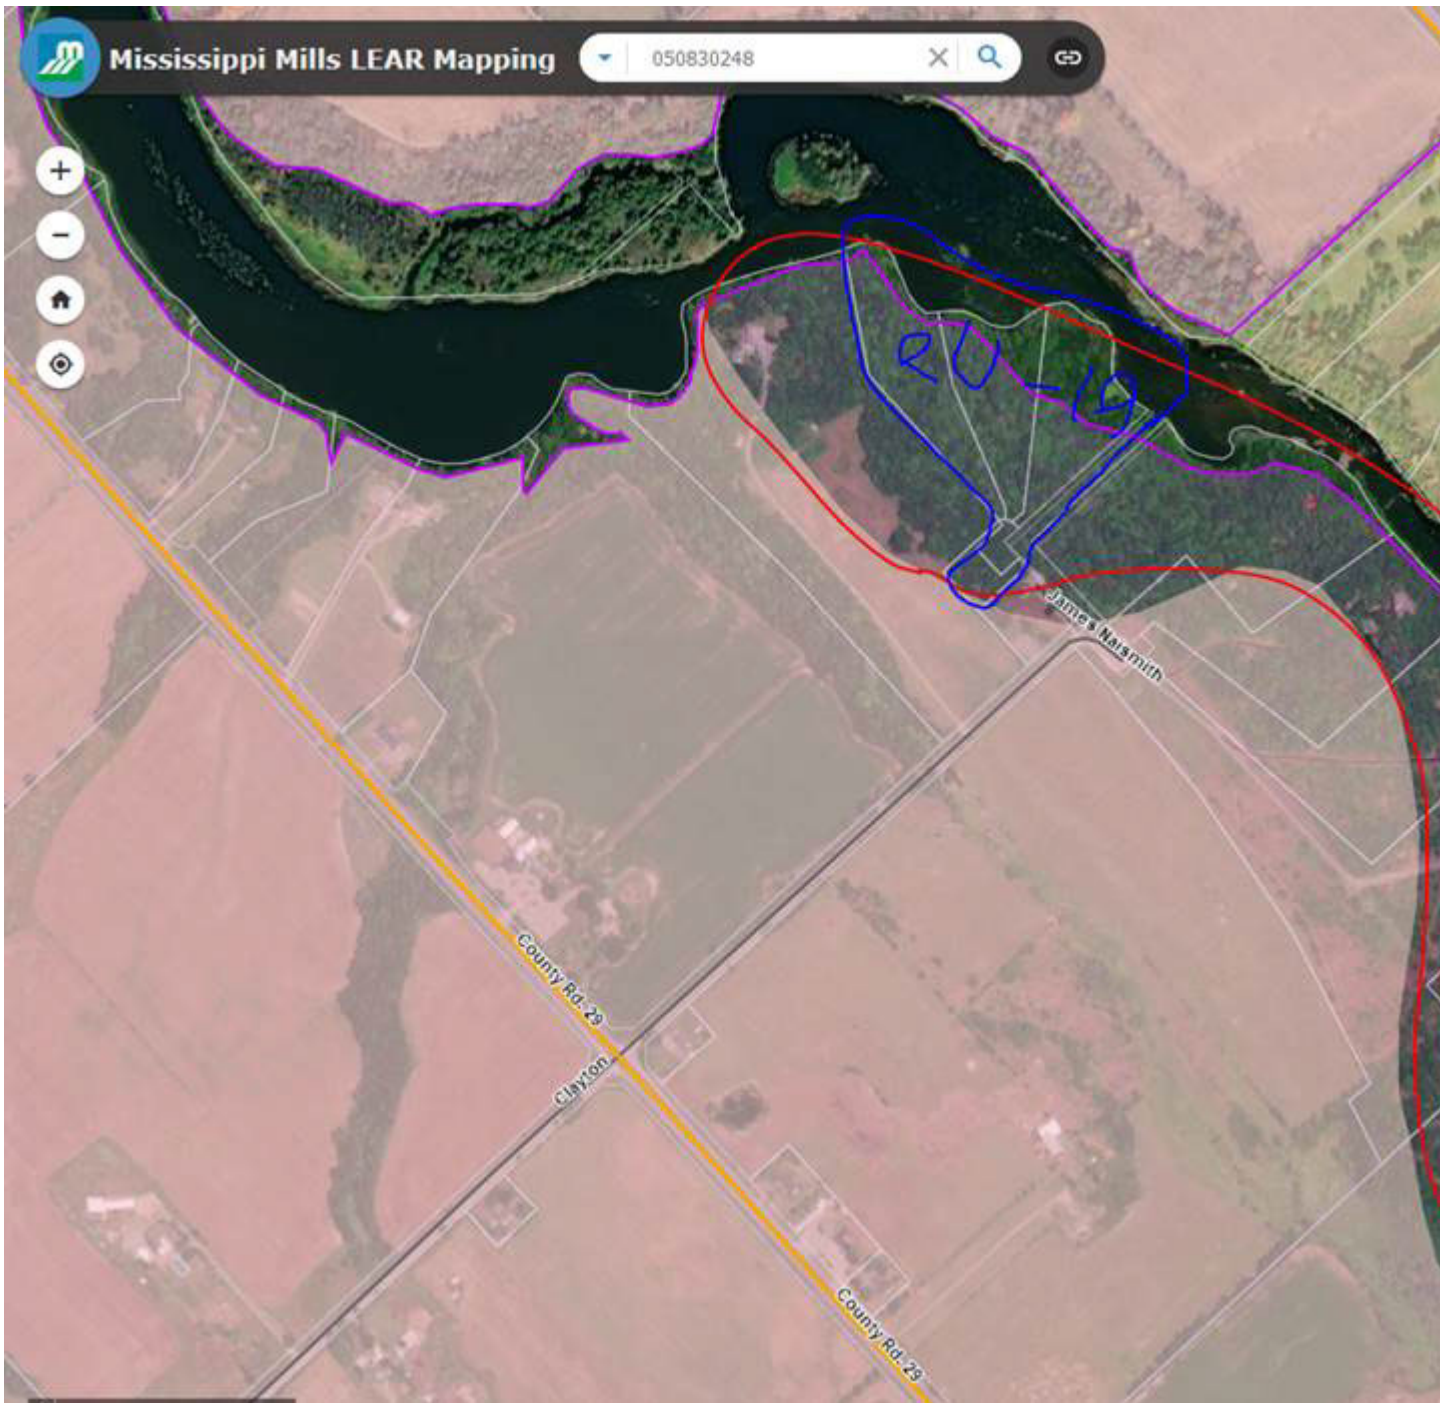 Mississippi Mills LEAR Mapping
050830248
RU-19
James Naismith
County Rd. 29
Clayton
County Rd. 29